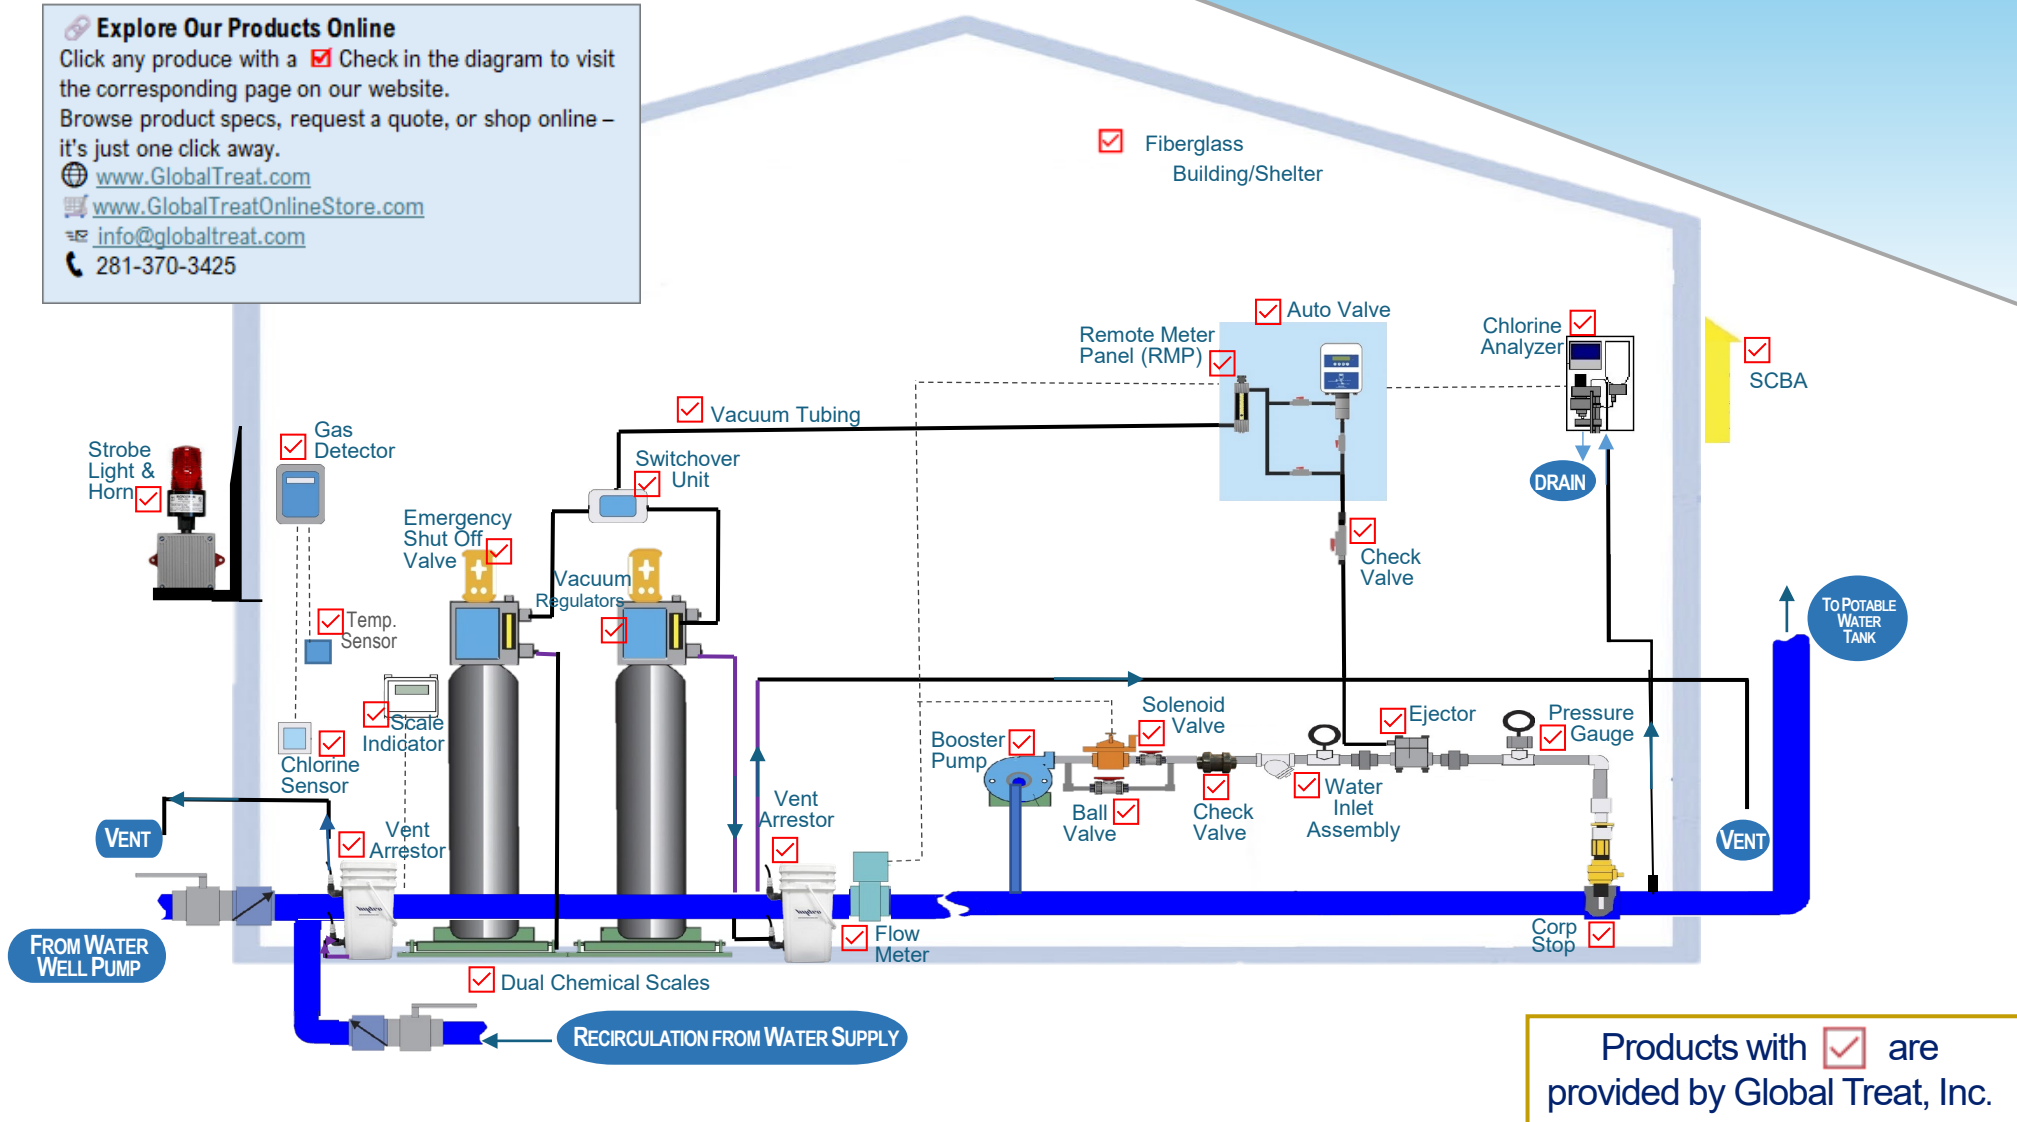 Explore Our Products Online
Click any produce with a Check in the diagram to visit
the corresponding page on our website.
Browse product specs, request a quote, or shop online –
it's just one click away.
www.GlobalTreat.com
www.GlobalTreatOnlineStore.com
info@globaltreat.com
281-370-3425
Fiberglass
Building/Shelter
Auto Valve
Remote Meter
Panel (RMP)
Chlorine
Analyzer
SCBA
Vacuum Tubing
Strobe
Light &
Horn
Gas
Detector
Switchover
Unit
DRAIN
Emergency
Shut Off
Valve
Vacuum
Regulators
Check
Valve
Temp.
Sensor
TO POTABLE
WATER
TANK
Scale
Indicator
Chlorine
Sensor
Booster
Pump
Solenoid
Valve
Ejector
Pressure
Gauge
Ball
Valve
Check
Valve
Water
Inlet
Assembly
Vent
Arrestor
VENT
Vent
Arrestor
VENT
hydro
hydro
FROM WATER
WELL PUMP
Flow
Meter
Corp
Stop
Dual Chemical Scales
RECIRCULATION FROM WATER SUPPLY
Products with are
provided by Global Treat, Inc.